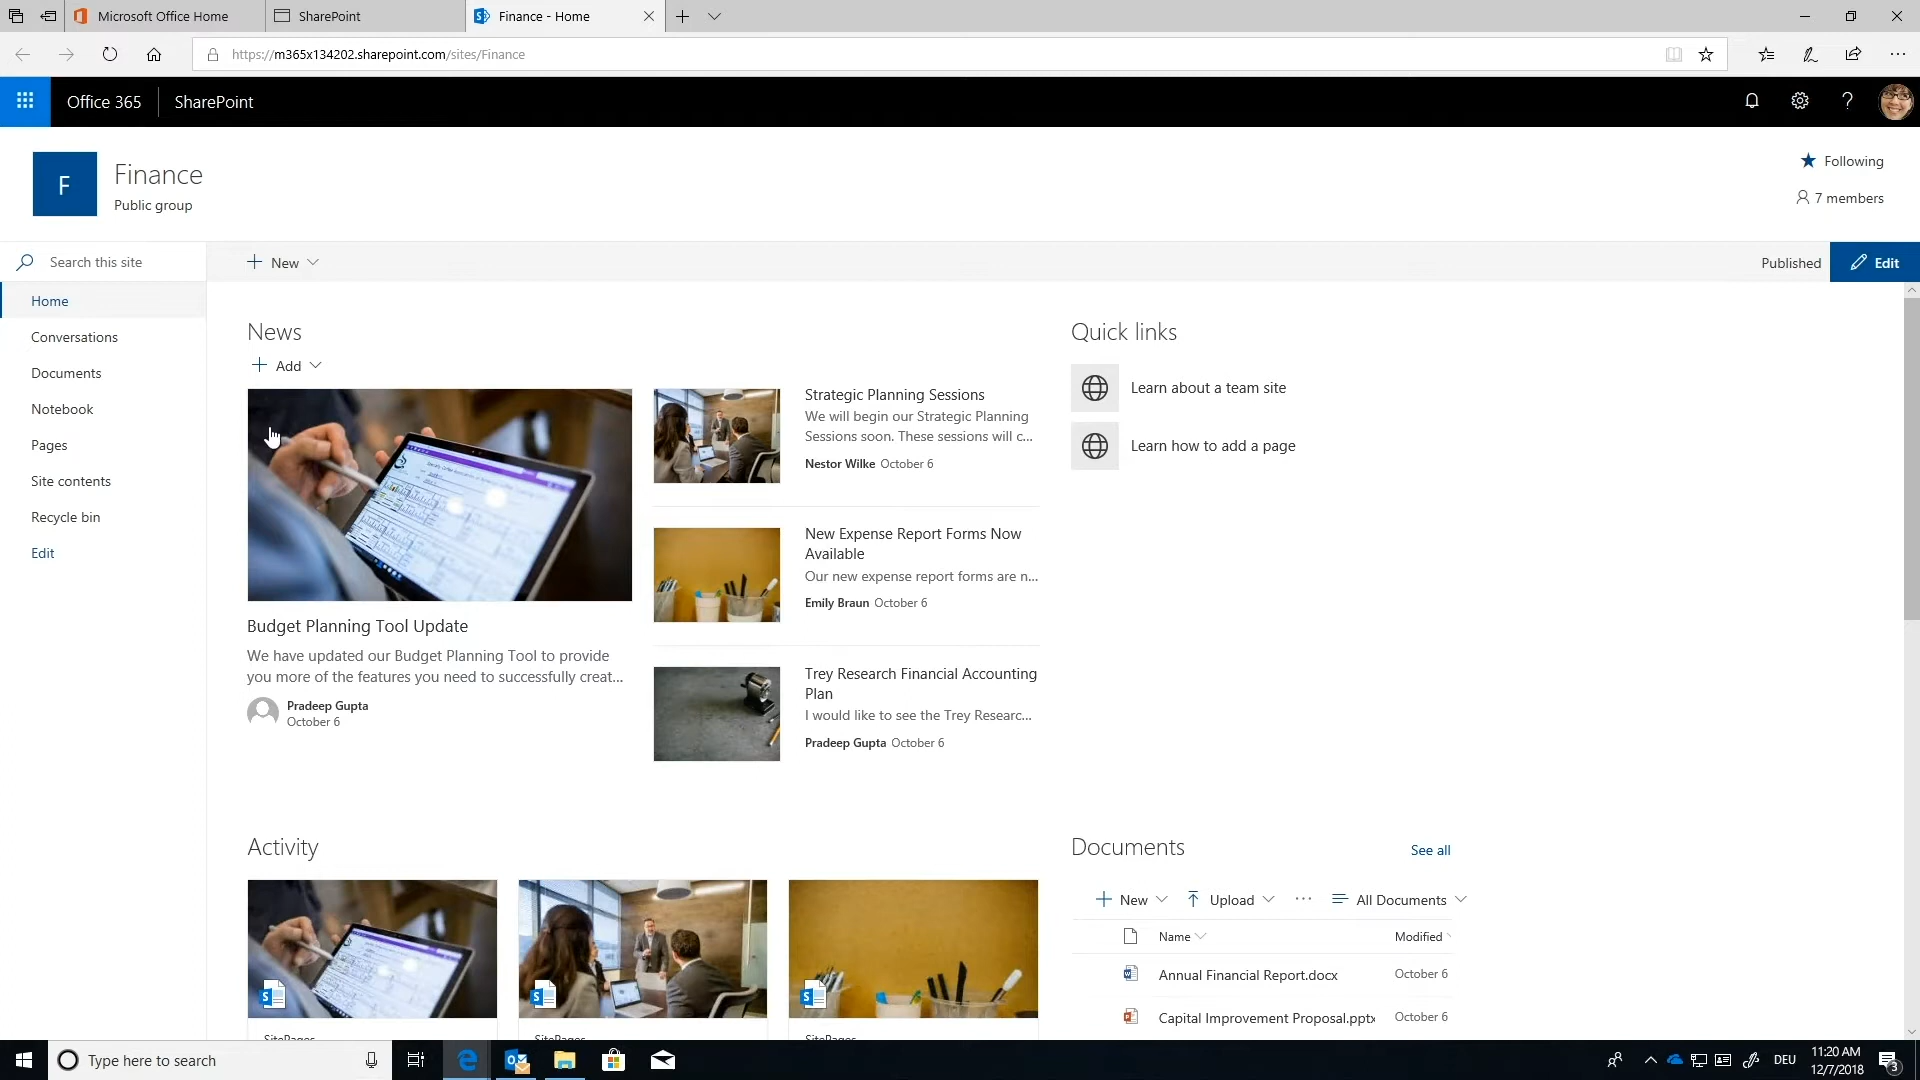 Microsoft Office Home
SharePoint
Finance - Home
https://m365x134202.sharepoint.com/sites/Finance
Office 365
SharePoint
F
Finance
Public group
Following
7 members
Search this site
New
Published
Edit
Home
Conversations
Documents
Notebook
Pages
Site contents
Recycle bin
Edit
News
Add
Budget Planning Tool Update
We have updated our Budget Planning Tool to provide
you more of the features you need to successfully creat...
Pradeep Gupta
October 6
Strategic Planning Sessions
We will begin our Strategic Planning
Sessions soon. These sessions will c...
Nestor Wilke October 6
New Expense Report Forms Now
Available
Our new expense report forms are n...
Emily Braun October 6
Trey Research Financial Accounting
Plan
I would like to see the Trey Researc...
Pradeep Gupta October 6
Quick links
Learn about a team site
Learn how to add a page
Activity
SitePages
SitePages
SitePages
Documents
See all
New
Upload
All Documents
Name
Modified
Annual Financial Report.docx
October 6
Capital Improvement Proposal.pptx
October 6
Type here to search
DEU
11:20 AM
12/7/2018
3